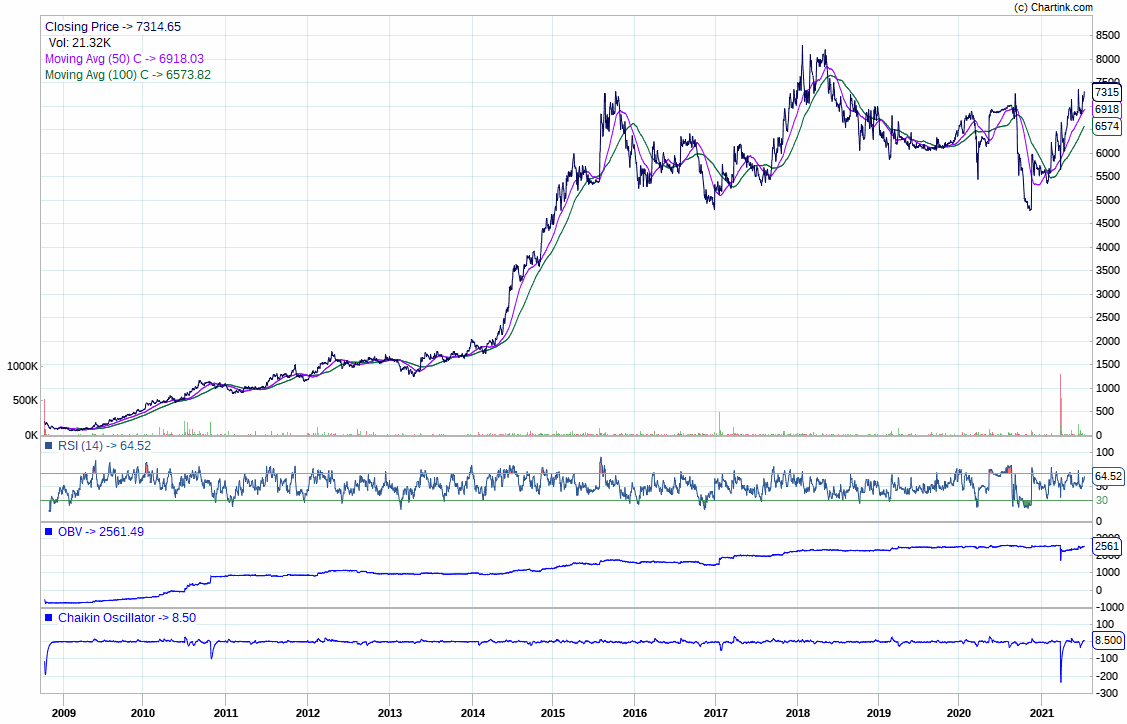 (c) Chartink.com
Closing Price -> 7314.65
Vol: 21.32K
Moving Avg (50) C -> 6918.03
Moving Avg (100) C -> 6573.82
8500
8000
7500
7315
6918
6574
6000
5500
5000
4500
4000
3500
3000
2500
2000
1500
1000
500
0
1000K
500K
0K
RSI (14) -> 64.52
100
64.52
50
30
0
OBV -> 2561.49
3000
2561
2000
1000
0
-1000
Chaikin Oscillator -> 8.50
100
8.500
-100
-200
-300
2009 2010 2011 2012 2013 2014 2015 2016 2017 2018 2019 2020 2021